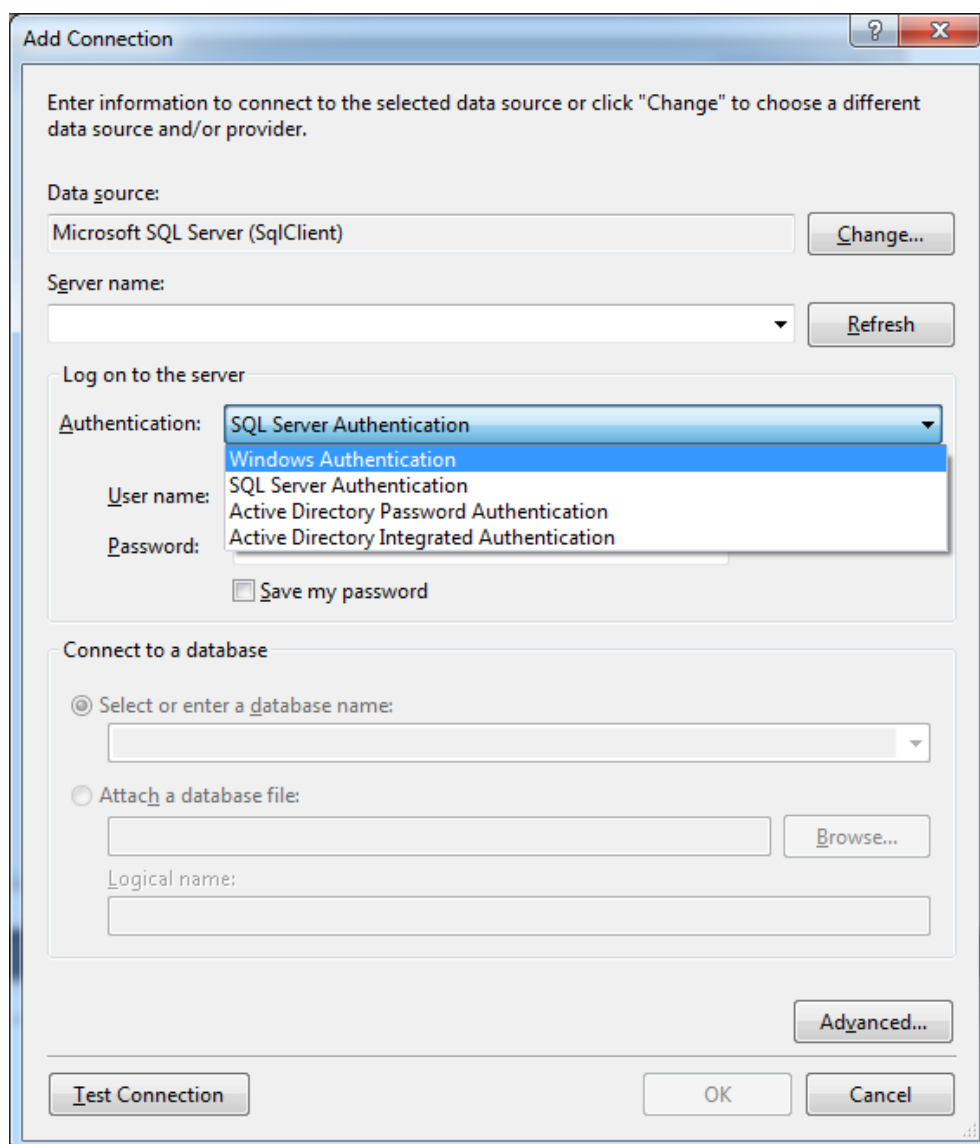 Add Connection
Enter information to connect to the selected data source or click "Change" to choose a different
data source and/or provider.
Data source:
Microsoft SQL Server (SqlClient)
Change...
Server name:
Refresh
Log on to the server
Authentication:
SQL Server Authentication
Windows Authentication
SQL Server Authentication
User name:
Active Directory Password Authentication
Active Directory Integrated Authentication
Password:
Save my password
Connect to a database
Select or enter a database name:
Attach a database file:
Browse...
Logical name:
Advanced...
Test Connection
OK
Cancel